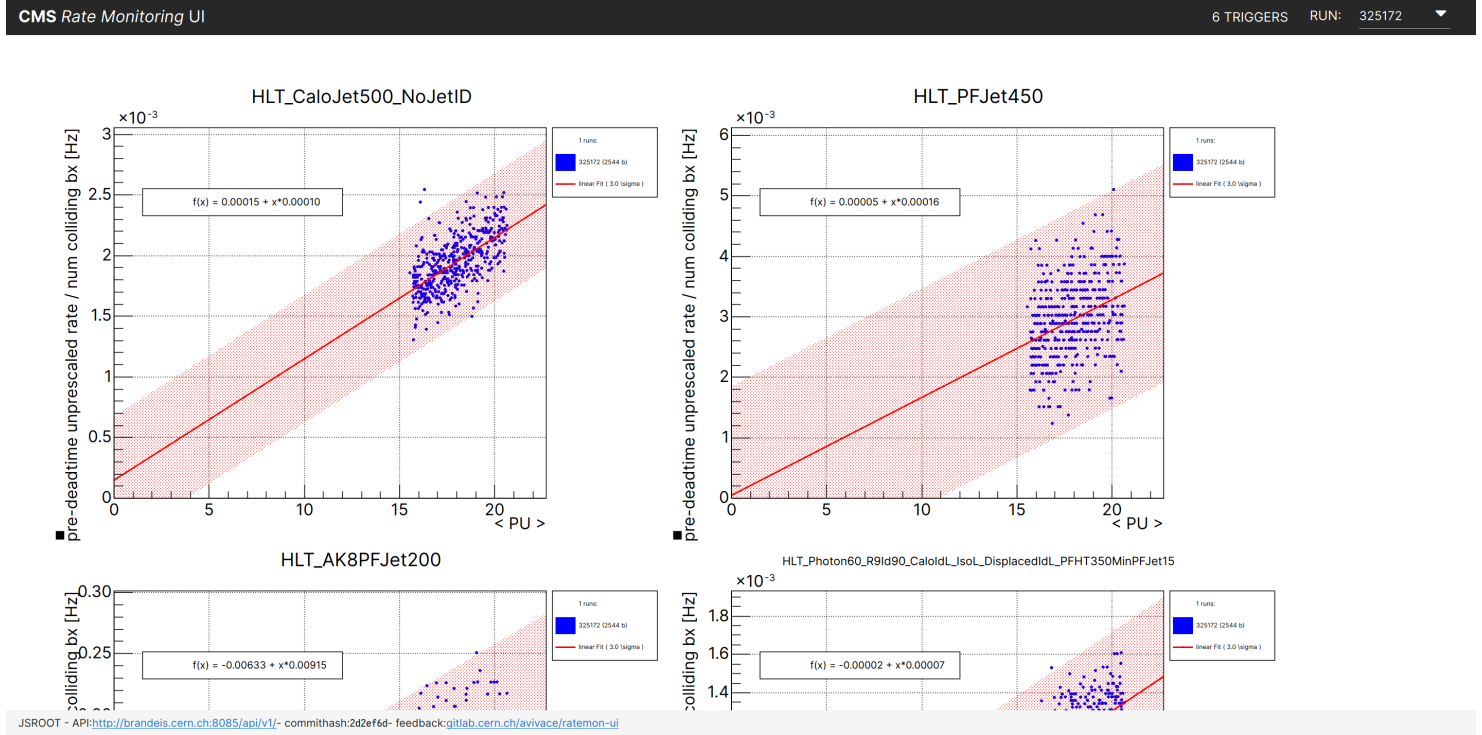 CMS Rate Monitoring UI
6 TRIGGERS RUN: 325172
HLT_CaloJet500_NoJetID
×10⁻³
pre-deadtime unprescaled rate / num colliding bx [Hz]
3
2.5
2
1.5
1
0.5
0
f(x) = 0.00015 + x*0.00010
0 5 10 15 20
< PU >
1 runs:
325172 (2544 b)
linear Fit ( 3.0 \sigma )
HLT_PFJet450
×10⁻³
pre-deadtime unprescaled rate / num colliding bx [Hz]
6
5
4
3
2
1
0
f(x) = 0.00005 + x*0.00016
0 5 10 15 20
< PU >
1 runs:
325172 (2544 b)
linear Fit ( 3.0 \sigma )
HLT_AK8PFJet200
colliding bx [Hz]
0.30
0.25
0.20
f(x) = -0.00633 + x*0.00915
1 runs:
325172 (2544 b)
linear Fit ( 3.0 \sigma )
HLT_Photon60_R9Id90_CaloIdL_IsoL_DisplacedIdL_PFHT350MinPFJet15
×10⁻³
colliding bx [Hz]
1.8
1.6
1.4
f(x) = -0.00002 + x*0.00007
1 runs:
325172 (2544 b)
linear Fit ( 3.0 \sigma )
JSROOT - API:http://brandeis.cern.ch:8085/api/v1/- commithash:2d2ef6d- feedback:gitlab.cern.ch/avivace/ratemon-ui